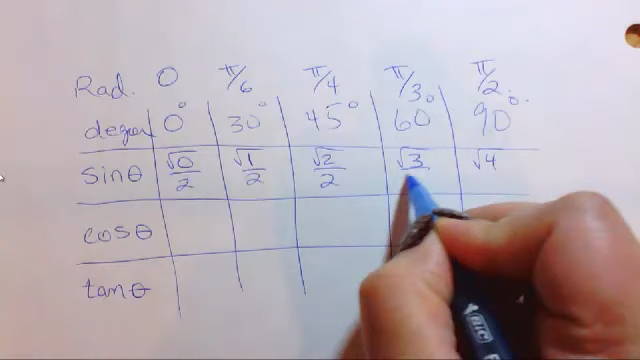 Rad. 0 π/6 π/4 π/3 π/2
degree 0° 30° 45° 60° 90°
sinθ √0/2 √1/2 √2/2 √3 √4
cosθ
tanθ
BIC